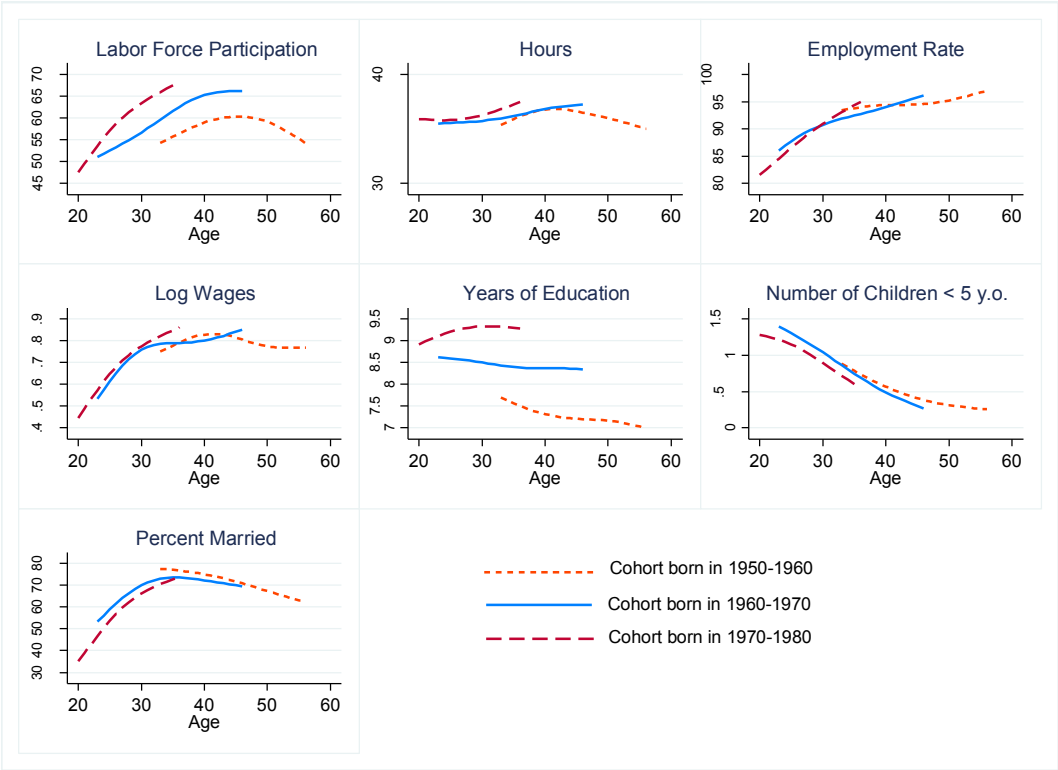 Labor Force Participation
70
65
60
55
50
45
20 30 40 50 60
Age
Hours
40
30
20 30 40 50 60
Age
Employment Rate
100
95
90
85
80
20 30 40 50 60
Age
Log Wages
.9
.8
.7
.6
.5
.4
20 30 40 50 60
Age
Years of Education
9.5
9
8.5
8
7.5
7
20 30 40 50 60
Age
Number of Children < 5 y.o.
1.5
1
.5
0
20 30 40 50 60
Age
Percent Married
80
70
60
50
40
30
20 30 40 50 60
Age
Cohort born in 1950-1960
Cohort born in 1960-1970
Cohort born in 1970-1980